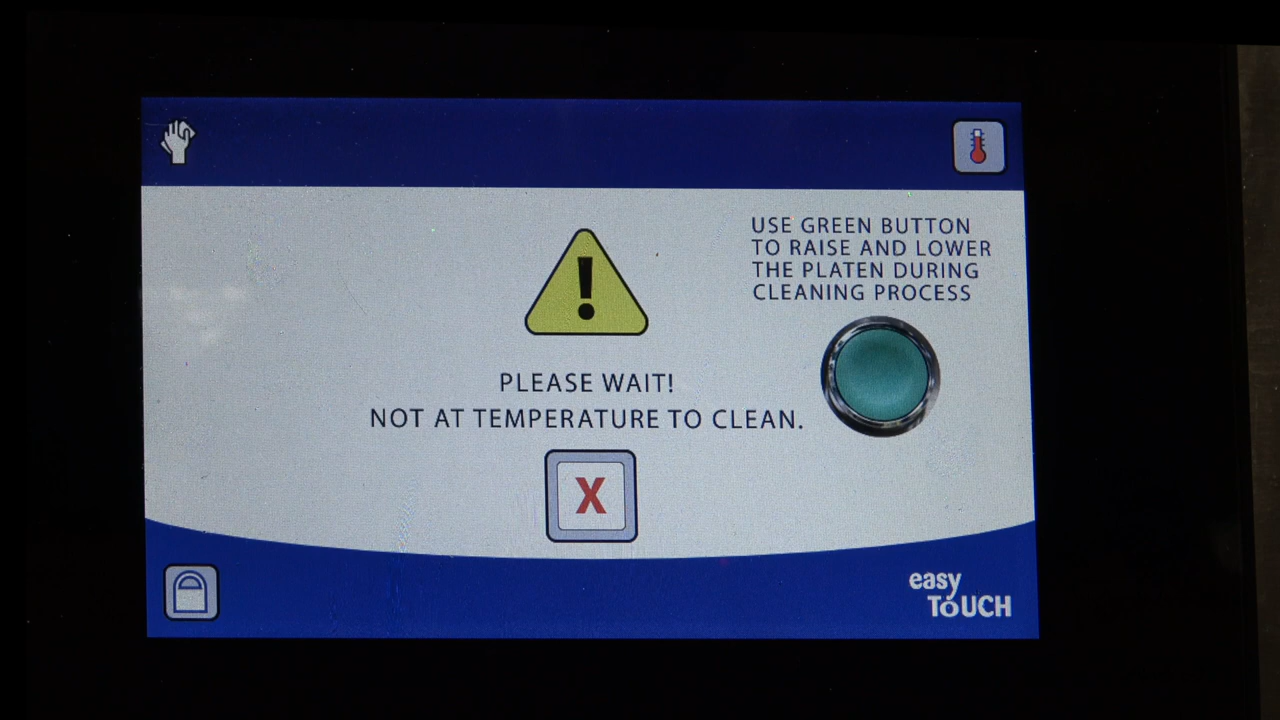 USE GREEN BUTTON
TO RAISE AND LOWER
THE PLATEN DURING
CLEANING PROCESS
PLEASE WAIT!
NOT AT TEMPERATURE TO CLEAN.
X
easy
ToUCH